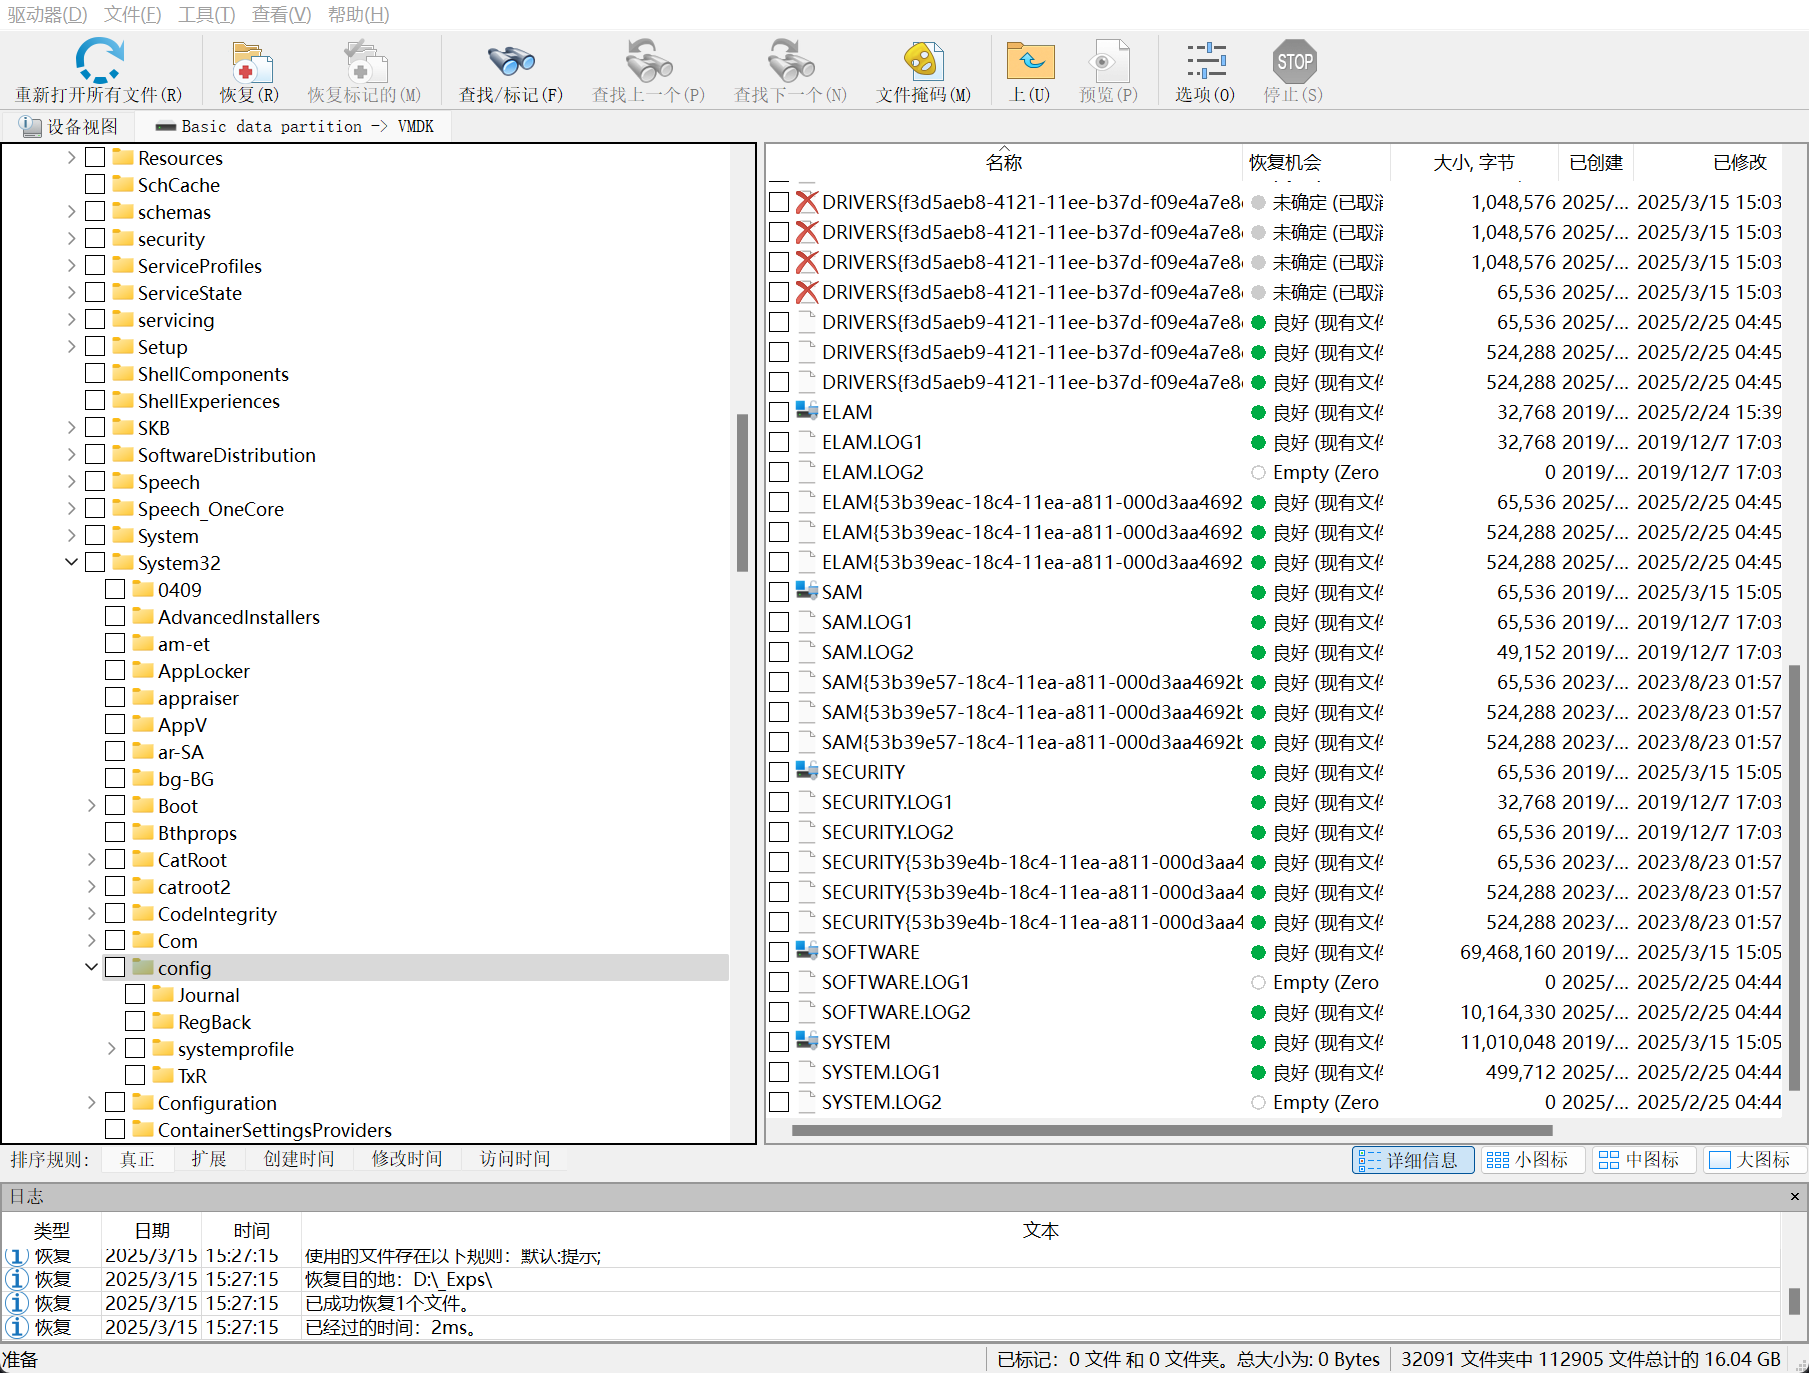 驱动器(D) 文件(F) 工具(T) 查看(V) 帮助(H)
重新打开所有文件(R) 恢复(R) 恢复标记的(M) 查找/标记(F) 查找上一个(P) 查找下一个(N) 文件掩码(M) 上(U) 预览(P) 选项(O) STOP 停止(S)
设备视图 Basic data partition -> VMDK
Resources
SchCache
schemas
security
ServiceProfiles
ServiceState
servicing
Setup
ShellComponents
ShellExperiences
SKB
SoftwareDistribution
Speech
Speech_OneCore
System
System32
0409
AdvancedInstallers
am-et
AppLocker
appraiser
AppV
ar-SA
bg-BG
Boot
Bthprops
CatRoot
catroot2
CodeIntegrity
Com
config
Journal
RegBack
systemprofile
TxR
Configuration
ContainerSettingsProviders
名称 恢复机会 大小, 字节 已创建 已修改
DRIVERS{f3d5aeb8-4121-11ee-b37d-f09e4a7e8 未确定 (已取消 1,048,576 2025/... 2025/3/15 15:03
DRIVERS{f3d5aeb8-4121-11ee-b37d-f09e4a7e8 未确定 (已取消 1,048,576 2025/... 2025/3/15 15:03
DRIVERS{f3d5aeb8-4121-11ee-b37d-f09e4a7e8 未确定 (已取消 1,048,576 2025/... 2025/3/15 15:03
DRIVERS{f3d5aeb8-4121-11ee-b37d-f09e4a7e8 未确定 (已取消 65,536 2025/... 2025/3/15 15:03
DRIVERS{f3d5aeb9-4121-11ee-b37d-f09e4a7e8 良好 (现有文件 65,536 2025/... 2025/2/25 04:45
DRIVERS{f3d5aeb9-4121-11ee-b37d-f09e4a7e8 良好 (现有文件 524,288 2025/... 2025/2/25 04:45
DRIVERS{f3d5aeb9-4121-11ee-b37d-f09e4a7e8 良好 (现有文件 524,288 2025/... 2025/2/25 04:45
ELAM 良好 (现有文件 32,768 2019/... 2025/2/24 15:39
ELAM.LOG1 良好 (现有文件 32,768 2019/... 2019/12/7 17:03
ELAM.LOG2 Empty (Zero 0 2019/... 2019/12/7 17:03
ELAM{53b39eac-18c4-11ea-a811-000d3aa4692 良好 (现有文件 65,536 2025/... 2025/2/25 04:45
ELAM{53b39eac-18c4-11ea-a811-000d3aa4692 良好 (现有文件 524,288 2025/... 2025/2/25 04:45
ELAM{53b39eac-18c4-11ea-a811-000d3aa4692 良好 (现有文件 524,288 2025/... 2025/2/25 04:45
SAM 良好 (现有文件 65,536 2019/... 2025/3/15 15:05
SAM.LOG1 良好 (现有文件 65,536 2019/... 2019/12/7 17:03
SAM.LOG2 良好 (现有文件 49,152 2019/... 2019/12/7 17:03
SAM{53b39e57-18c4-11ea-a811-000d3aa4692b 良好 (现有文件 65,536 2023/... 2023/8/23 01:57
SAM{53b39e57-18c4-11ea-a811-000d3aa4692b 良好 (现有文件 524,288 2023/... 2023/8/23 01:57
SAM{53b39e57-18c4-11ea-a811-000d3aa4692b 良好 (现有文件 524,288 2023/... 2023/8/23 01:57
SECURITY 良好 (现有文件 65,536 2019/... 2025/3/15 15:05
SECURITY.LOG1 良好 (现有文件 32,768 2019/... 2019/12/7 17:03
SECURITY.LOG2 良好 (现有文件 65,536 2019/... 2019/12/7 17:03
SECURITY{53b39e4b-18c4-11ea-a811-000d3aa4 良好 (现有文件 65,536 2023/... 2023/8/23 01:57
SECURITY{53b39e4b-18c4-11ea-a811-000d3aa4 良好 (现有文件 524,288 2023/... 2023/8/23 01:57
SECURITY{53b39e4b-18c4-11ea-a811-000d3aa4 良好 (现有文件 524,288 2023/... 2023/8/23 01:57
SOFTWARE 良好 (现有文件 69,468,160 2019/... 2025/3/15 15:05
SOFTWARE.LOG1 Empty (Zero 0 2025/... 2025/2/25 04:44
SOFTWARE.LOG2 良好 (现有文件 10,164,330 2025/... 2025/2/25 04:44
SYSTEM 良好 (现有文件 11,010,048 2019/... 2025/3/15 15:05
SYSTEM.LOG1 良好 (现有文件 499,712 2025/... 2025/2/25 04:44
SYSTEM.LOG2 Empty (Zero 0 2025/... 2025/2/25 04:44
排序规则: 真正 扩展 创建时间 修改时间 访问时间 详细信息 小图标 中图标 大图标
日志
类型 日期 时间 文本
恢复 2025/3/15 15:27:15 使用的文件存在以下规则：默认:提示;
恢复 2025/3/15 15:27:15 恢复目的地：D:\_Exps\
恢复 2025/3/15 15:27:15 已成功恢复1个文件。
恢复 2025/3/15 15:27:15 已经过的时间：2ms。
准备 已标记：0 文件 和 0 文件夹。总大小为: 0 Bytes 32091 文件夹中 112905 文件总计的 16.04 GB